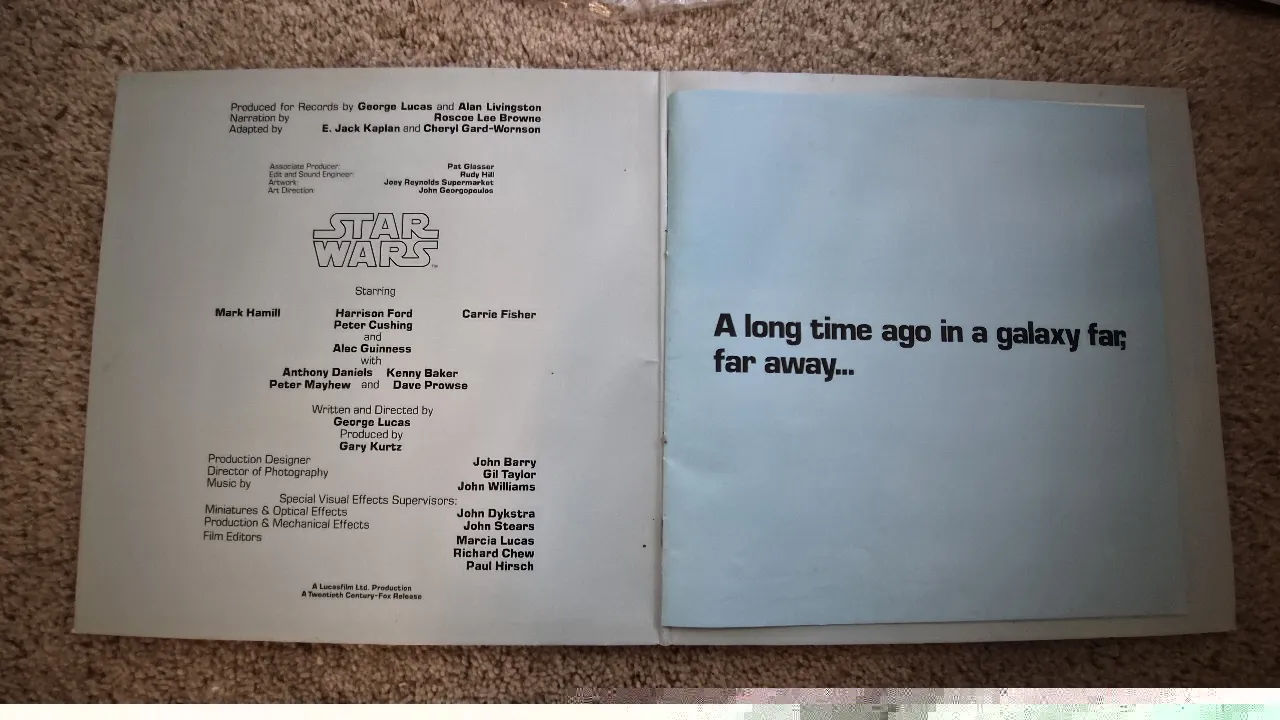 Produced for Records by George Lucas and Alan Livingston
Narration by Roscoe Lee Browne
Adapted by E. Jack Kaplan and Cheryl Gard-Wornson
Associate Producer: Pat Glasser
Edit and Sound Engineer: Rudy Hill
Artwork: Joey Reynolds Supermarket
Art Direction: John Georgopoulos
STAR
WARS™
Starring
Mark Hamill Harrison Ford Carrie Fisher
Peter Cushing
and
Alec Guinness
with
Anthony Daniels Kenny Baker
Peter Mayhew and Dave Prowse
Written and Directed by
George Lucas
Produced by
Gary Kurtz
Production Designer John Barry
Director of Photography Gil Taylor
Music by John Williams
Special Visual Effects Supervisors:
Miniatures & Optical Effects John Dykstra
Production & Mechanical Effects John Stears
Film Editors Marcia Lucas
Richard Chew
Paul Hirsch
A Lucasfilm Ltd. Production
A Twentieth Century-Fox Release
A long time ago in a galaxy far,
far away...